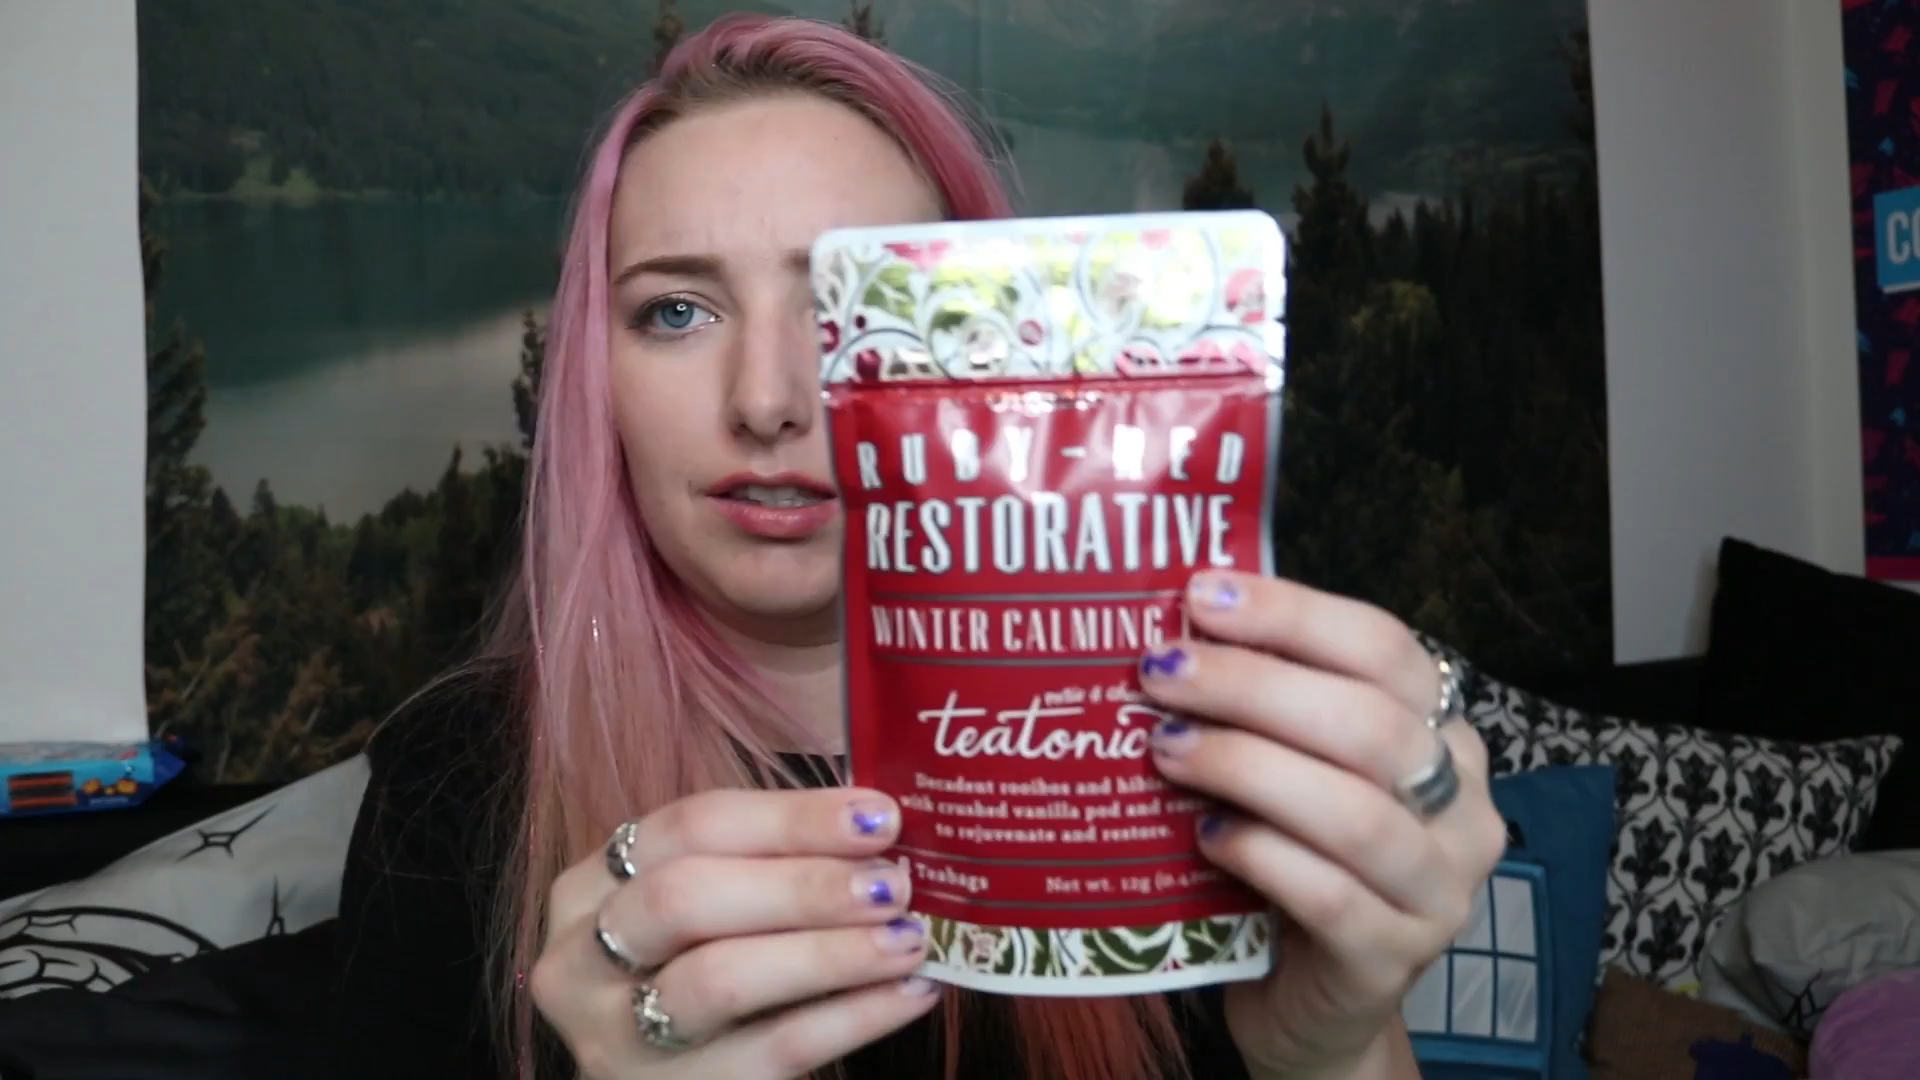 RUBY-RED
RESTORATIVE
WINTER CALMING
teatonic
Decadent rooibos and
with crushed vanilla pod and
to rejuvenate and restore.
Teabags
Net wt. 12g